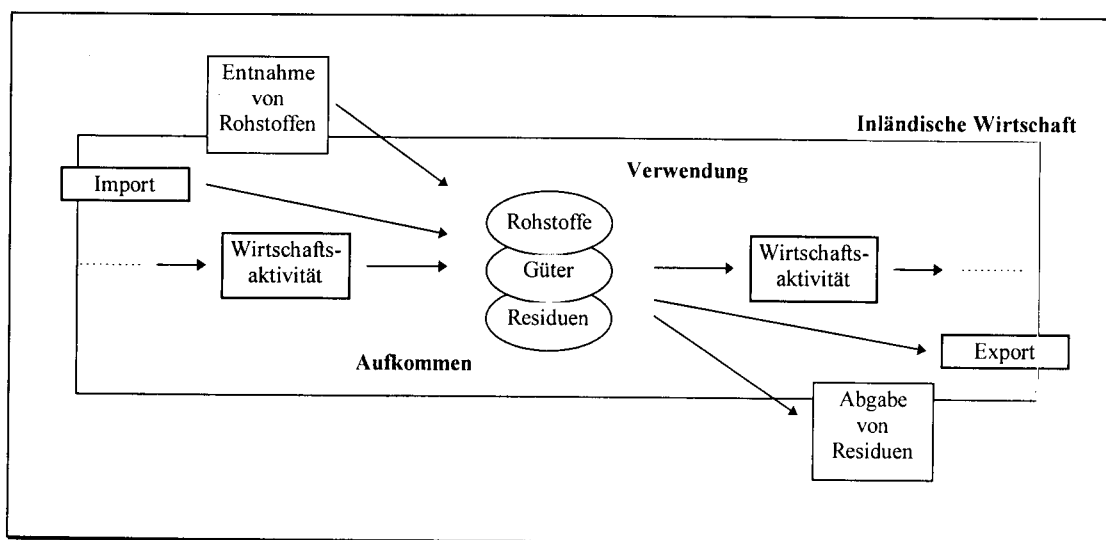 Entnahme
von
Rohstoffen
Inländische Wirtschaft
Verwendung
Import
Rohstoffe
Wirtschafts-
aktivität
Güter
Wirtschafts-
aktivität
Residuen
Aufkommen
Export
Abgabe
von
Residuen